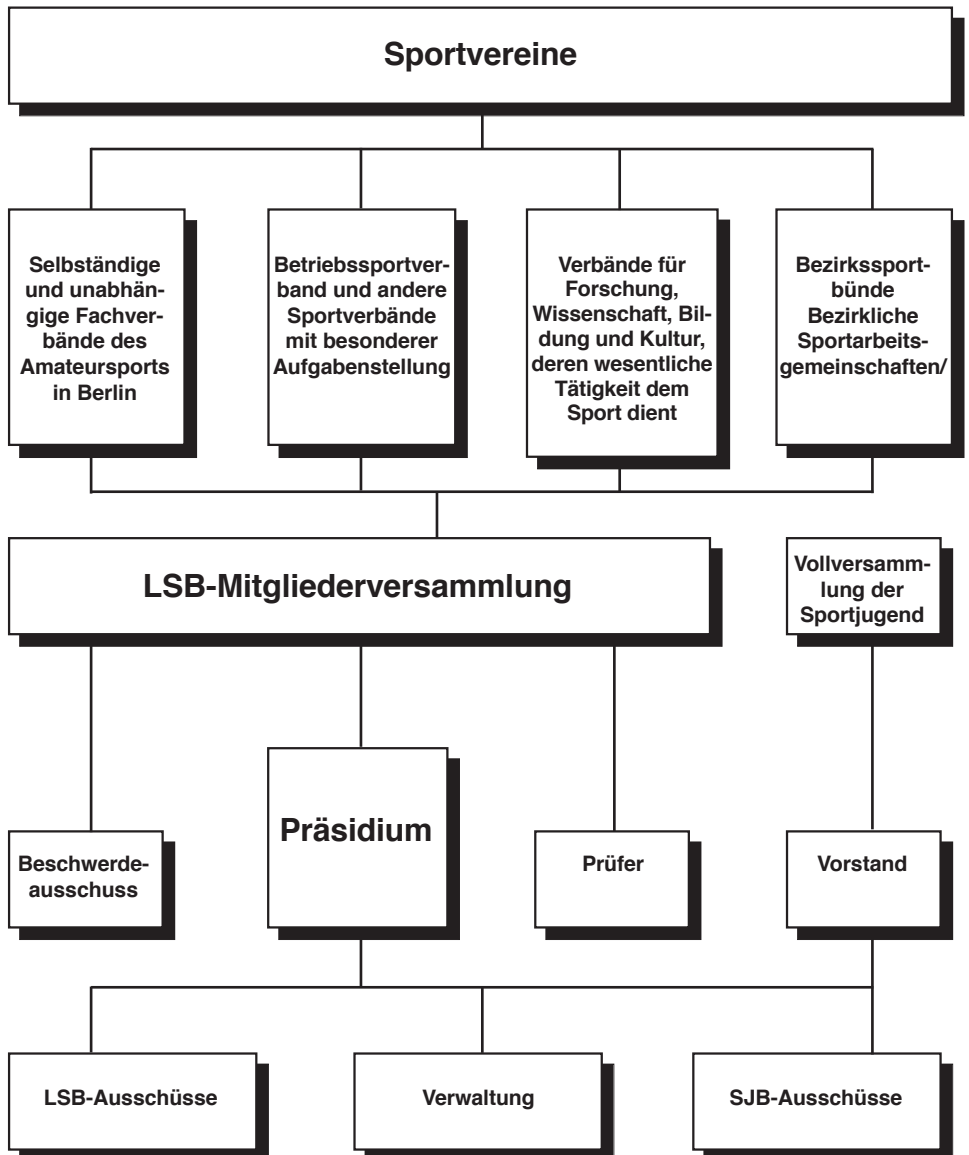 Sportvereine
Selbständige
und unabhän-
gige Fachver-
bände des
Amateursports
in Berlin
Betriebssportver-
band und andere
Sportverbände
mit besonderer
Aufgabenstellung
Verbände für
Forschung,
Wissenschaft, Bil-
dung und Kultur,
deren wesentliche
Tätigkeit dem
Sport dient
Bezirkssport-
bünde
Bezirkliche
Sportarbeits-
gemeinschaften/
LSB-Mitgliederversammlung
Vollversamm-
lung der
Sportjugend
Beschwerde-
ausschuss
Präsidium
Prüfer
Vorstand
LSB-Ausschüsse
Verwaltung
SJB-Ausschüsse